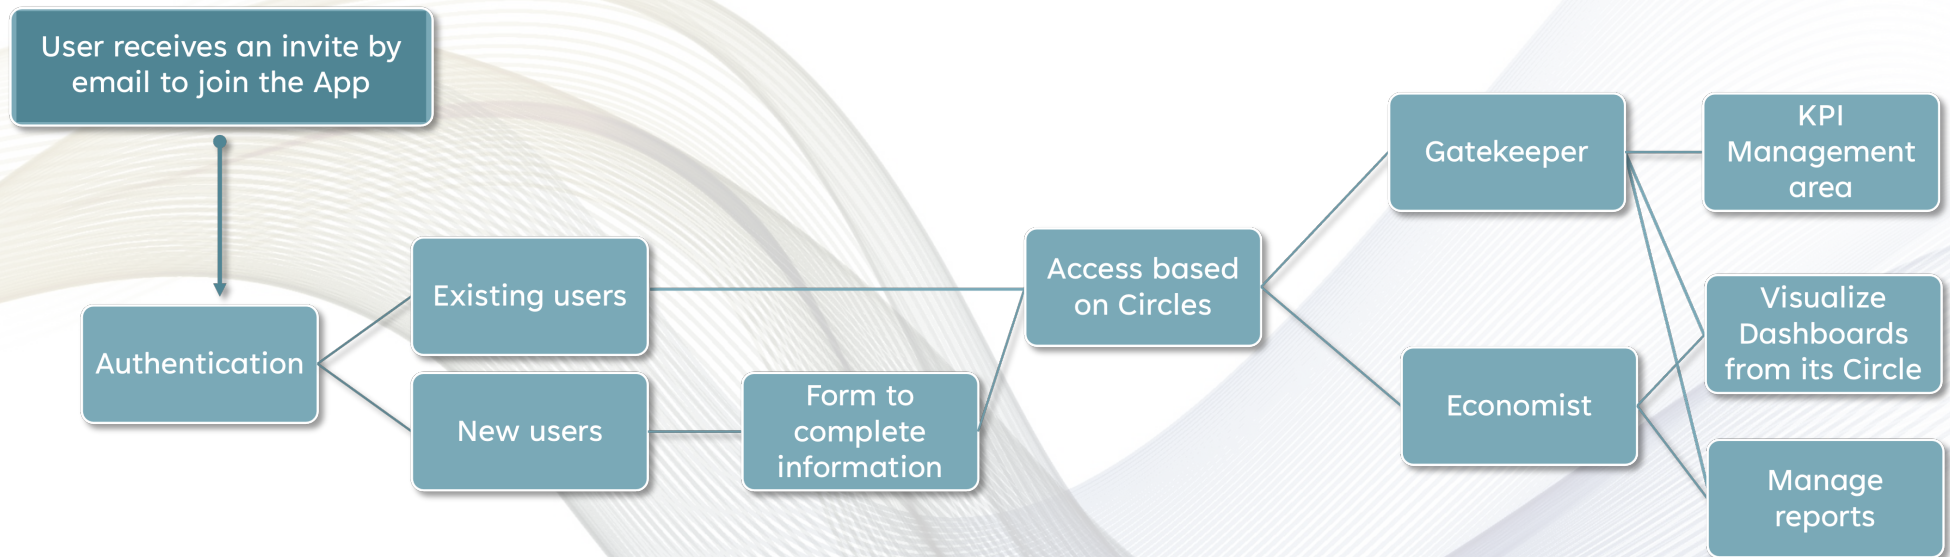 User receives an invite by
email to join the App
Authentication
Existing users
New users
Form to
complete
information
Access based
on Circles
Gatekeeper
Economist
KPI
Management
area
Visualize
Dashboards
from its Circle
Manage
reports